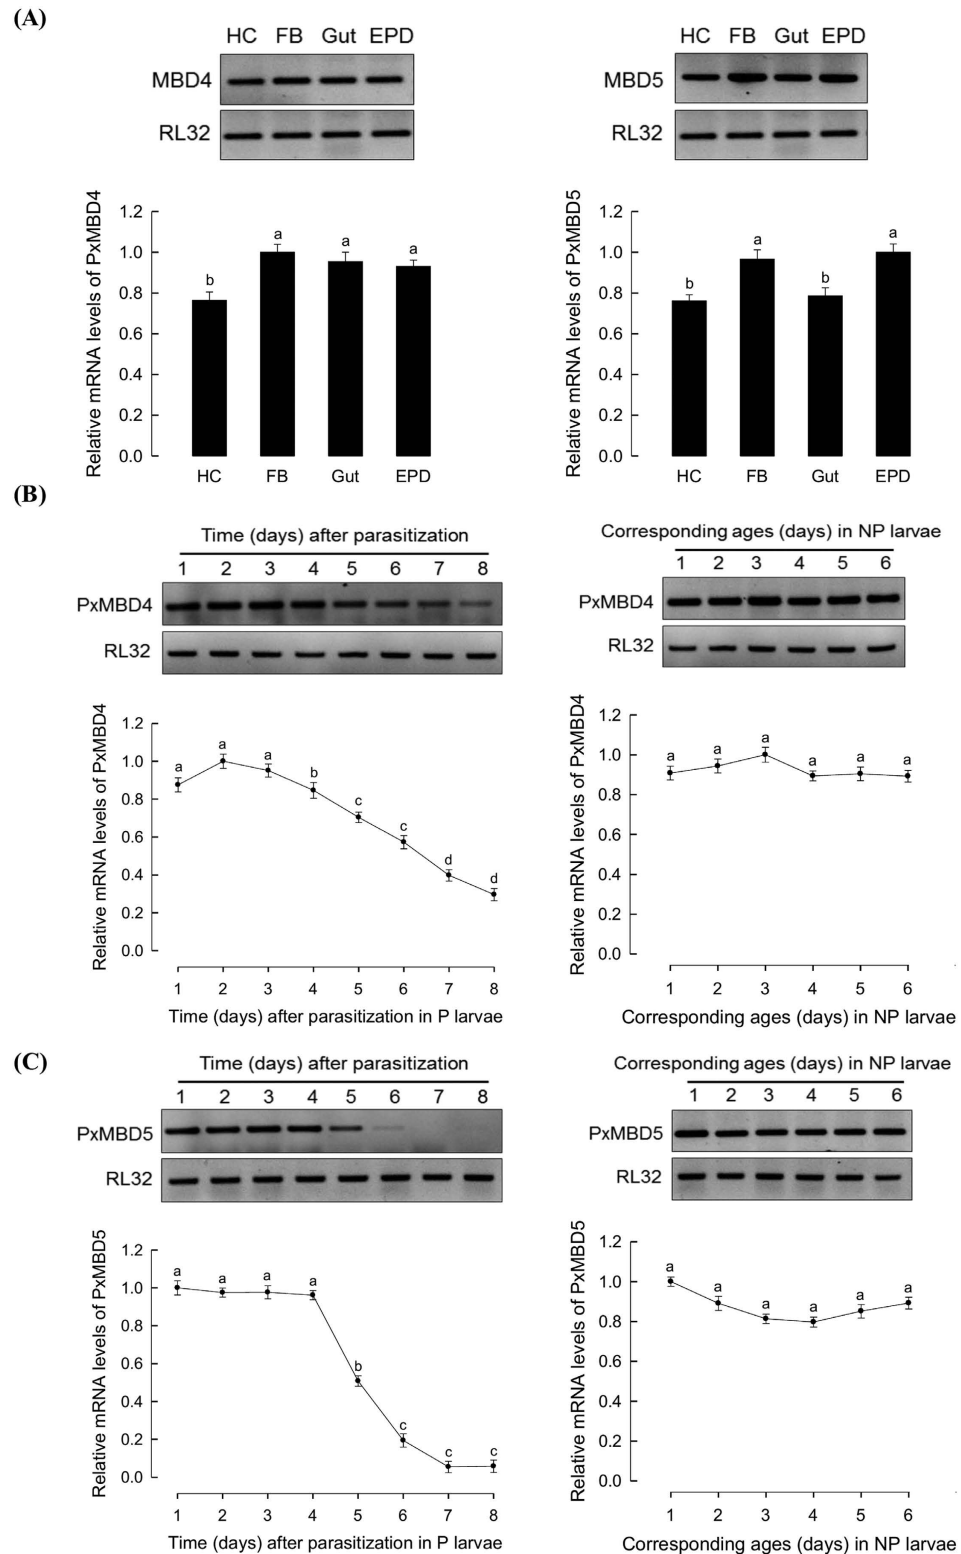 (A)
HC FB Gut EPD
MBD4
RL32
Relative mRNA levels of PxMBD4
1.2
1.0
0.8
0.6
0.4
0.2
0.0
b a a a
HC FB Gut EPD
HC FB Gut EPD
MBD5
RL32
Relative mRNA levels of PxMBD5
1.2
1.0
0.8
0.6
0.4
0.2
0.0
b a b a
HC FB Gut EPD
(B)
Time (days) after parasitization
1 2 3 4 5 6 7 8
PxMBD4
RL32
Relative mRNA levels of PxMBD4
1.2
1.0
0.8
0.6
0.4
0.2
0.0
a a a b c c d d
1 2 3 4 5 6 7 8
Time (days) after parasitization in P larvae
Corresponding ages (days) in NP larvae
1 2 3 4 5 6
PxMBD4
RL32
Relative mRNA levels of PxMBD4
1.2
1.0
0.8
0.6
0.4
0.2
0.0
a a a a a a
1 2 3 4 5 6
Corresponding ages (days) in NP larvae
(C)
Time (days) after parasitization
1 2 3 4 5 6 7 8
PxMBD5
RL32
Relative mRNA levels of PxMBD5
1.2
1.0
0.8
0.6
0.4
0.2
0.0
a a a a b c c c
1 2 3 4 5 6 7 8
Time (days) after parasitization in P larvae
Corresponding ages (days) in NP larvae
1 2 3 4 5 6
PxMBD5
RL32
Relative mRNA levels of PxMBD5
1.2
1.0
0.8
0.6
0.4
0.2
0.0
a a a a a a
1 2 3 4 5 6
Corresponding ages (days) in NP larvae